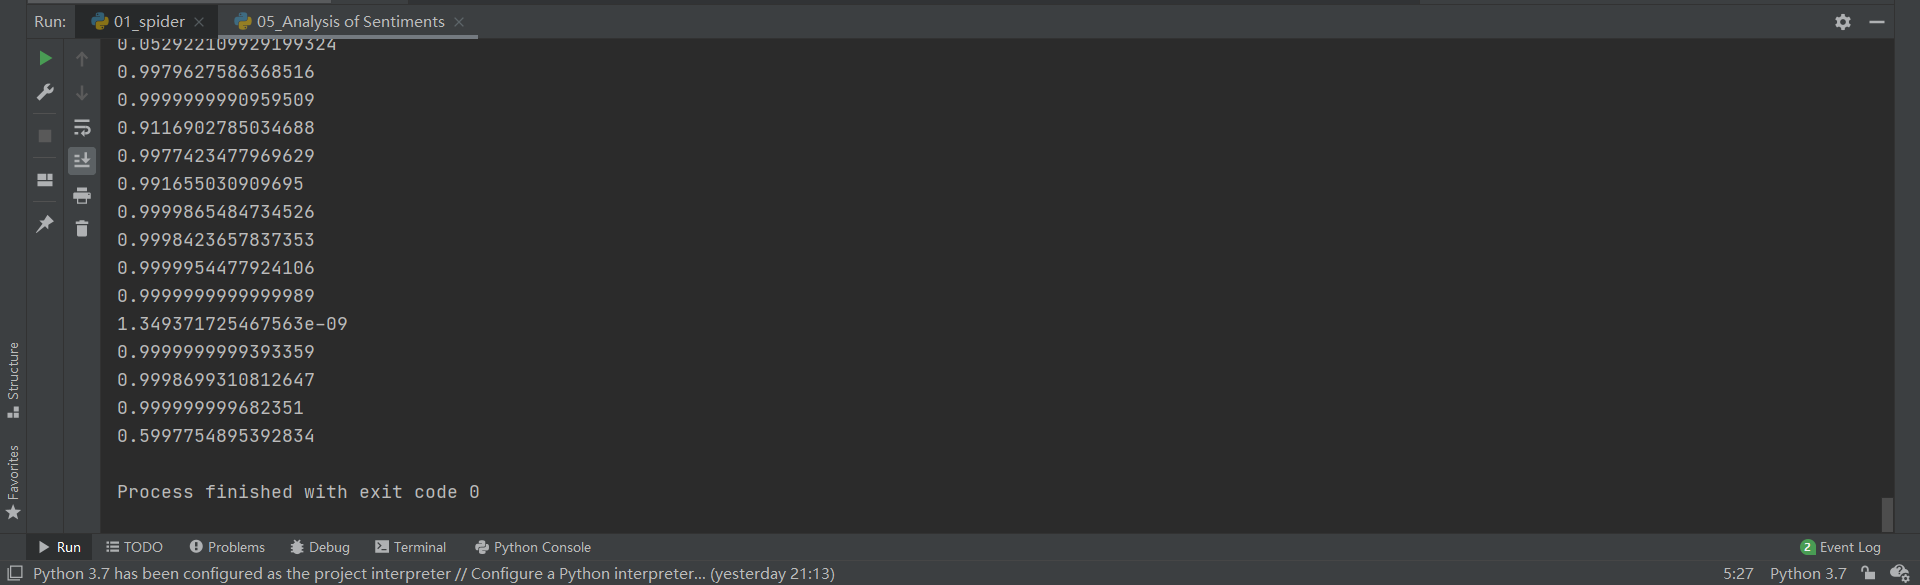 Run: 01_spider 05_Analysis of Sentiments
0.052922109929199324
0.9979627586368516
0.9999999990959509
0.9116902785034688
0.9977423477969629
0.991655030909695
0.9999865484734526
0.9998423657837353
0.9999954477924106
0.9999999999999989
1.349371725467563e-09
0.9999999999393359
0.9998699310812647
0.999999999682351
0.5997754895392834
Process finished with exit code 0
Structure
Favorites
Run TODO Problems Debug Terminal Python Console 2 Event Log
Python 3.7 has been configured as the project interpreter // Configure a Python interpreter... (yesterday 21:13) 5:27 Python 3.7